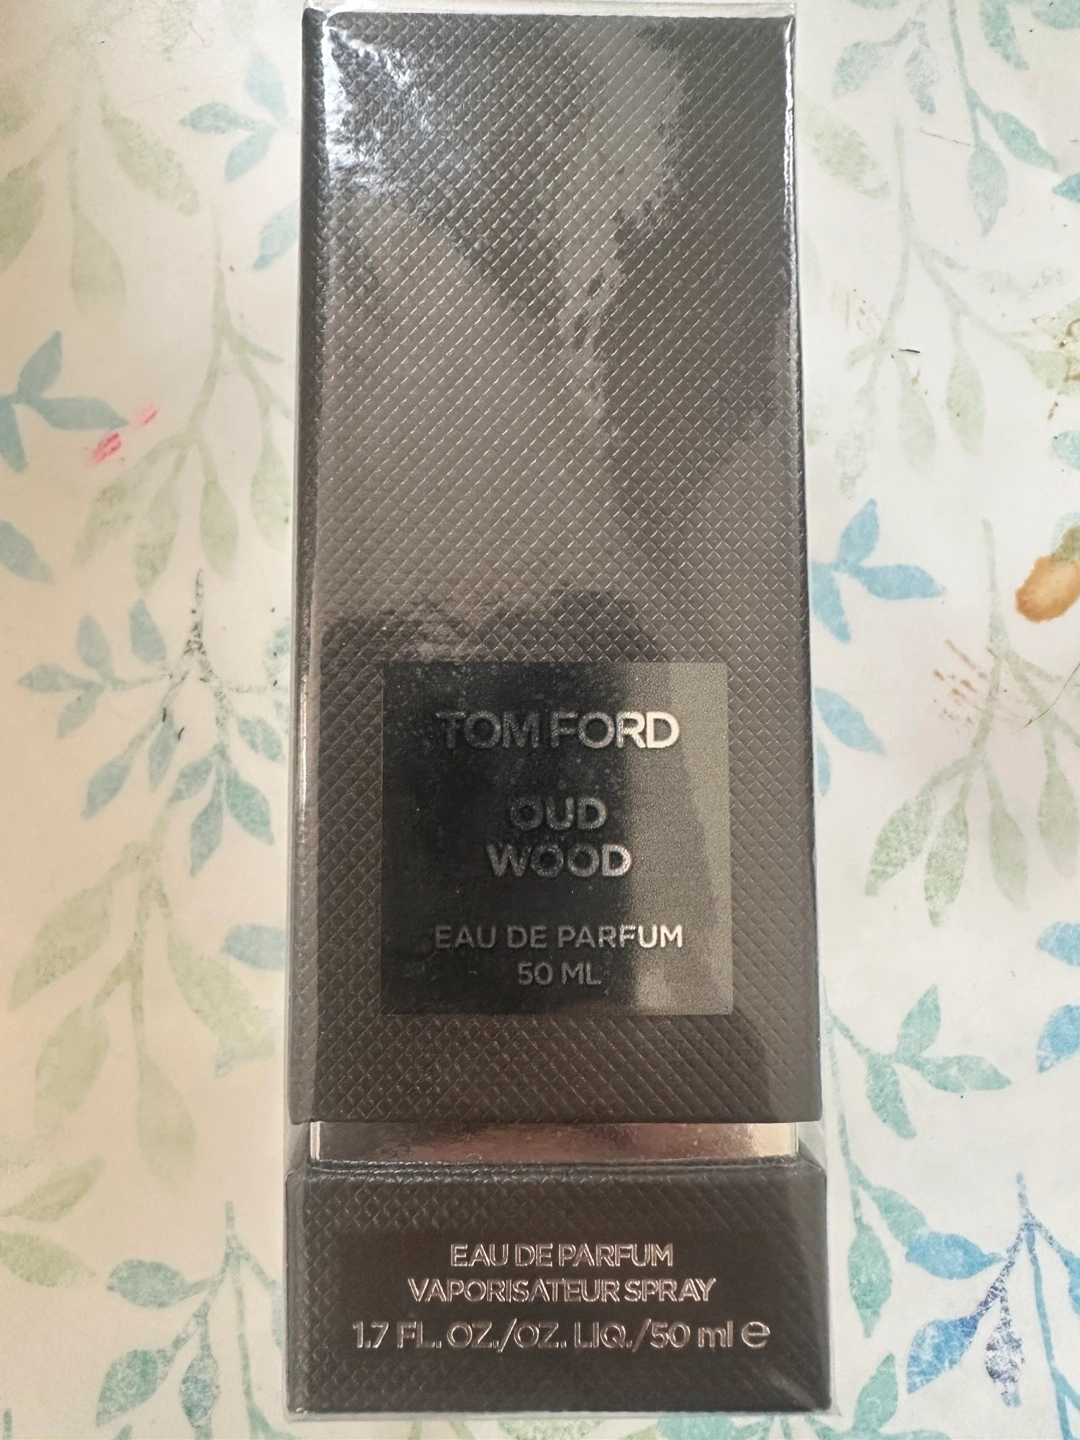 TOM FORD
OUD
WOOD
EAU DE PARFUM
50 ML
EAU DE PARFUM
VAPORISATEUR SPRAY
1.7 FL. OZ./OZ. LIQ./50 ml ℮